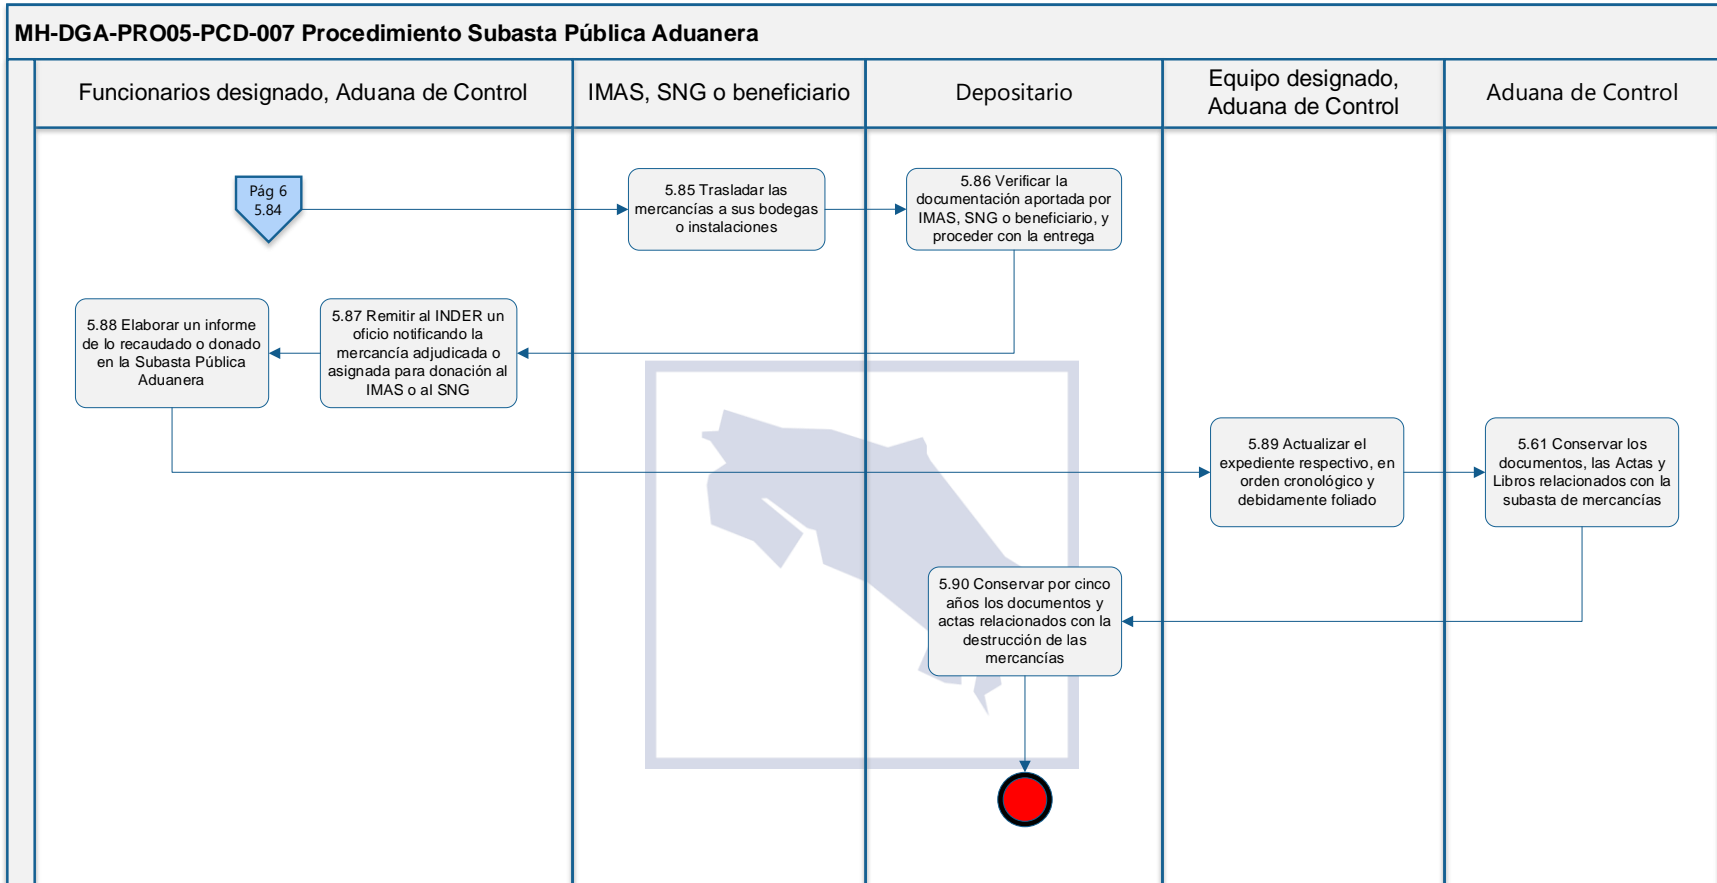 MH-DGA-PRO05-PCD-007 Procedimiento Subasta Pública Aduanera
Funcionarios designado, Aduana de Control
IMAS, SNG o beneficiario
Depositario
Equipo designado,
Aduana de Control
Aduana de Control
Pág 6
5.84
5.85 Trasladar las
mercancías a sus bodegas
o instalaciones
5.86 Verificar la
documentación aportada por
IMAS, SNG o beneficiario, y
proceder con la entrega
5.88 Elaborar un informe
de lo recaudado o donado
en la Subasta Pública
Aduanera
5.87 Remitir al INDER un
oficio notificando la
mercancía adjudicada o
asignada para donación al
IMAS o al SNG
5.89 Actualizar el
expediente respectivo, en
orden cronológico y
debidamente foliado
5.61 Conservar los
documentos, las Actas y
Libros relacionados con la
subasta de mercancías
5.90 Conservar por cinco
años los documentos y
actas relacionados con la
destrucción de las
mercancías